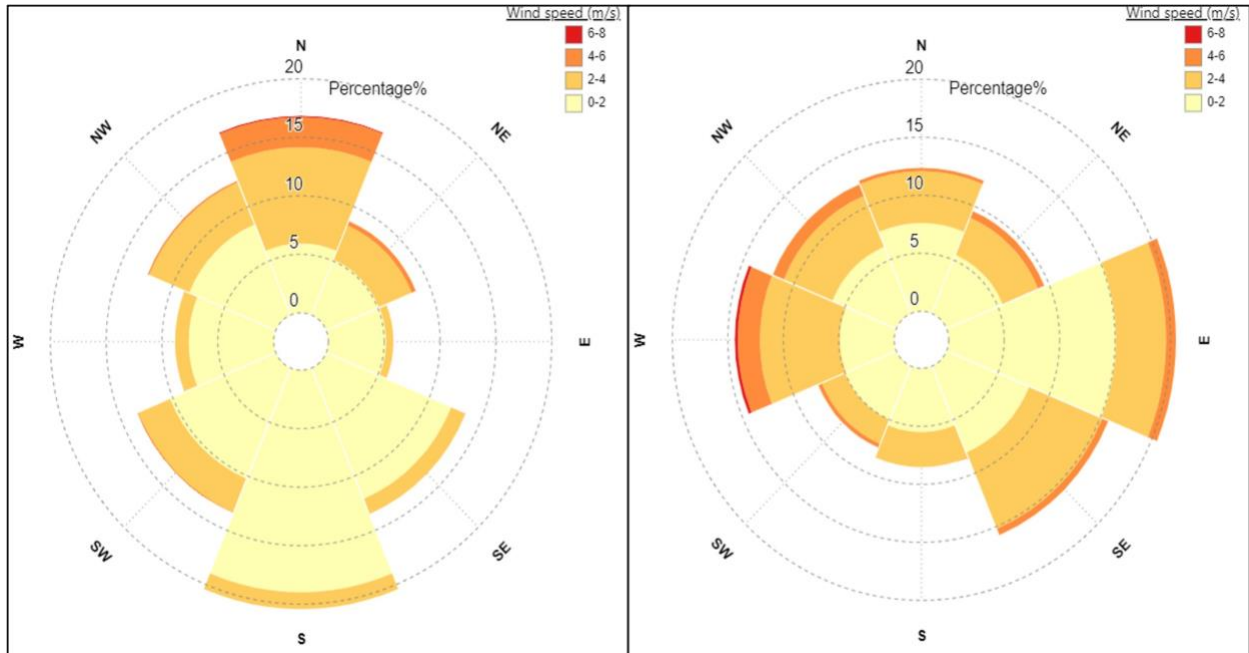 Wind speed (m/s)
6-8
4-6
2-4
0-2
N
20
Percentage%
15
10
5
0
NW
NE
W
E
SW
SE
S
Wind speed (m/s)
6-8
4-6
2-4
0-2
N
20
Percentage%
15
10
5
0
NW
NE
W
E
SW
SE
S